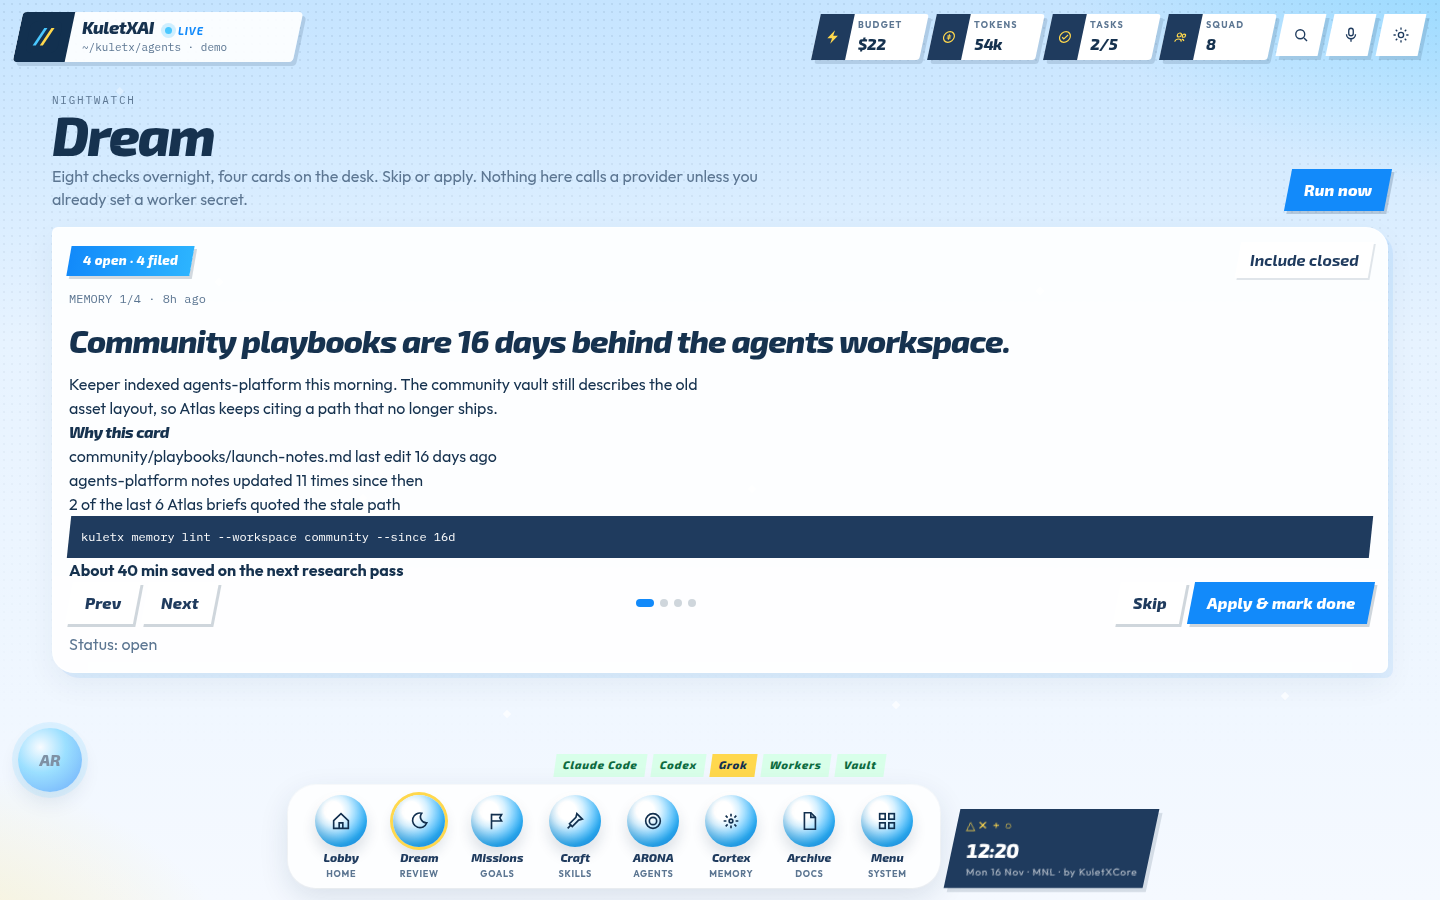 KuletXAI
LIVE
~/kuletx/agents · demo
BUDGET
$22
TOKENS
54k
TASKS
2/5
SQUAD
8
NIGHTWATCH
Dream
Eight checks overnight, four cards on the desk. Skip or apply. Nothing here calls a provider unless you
already set a worker secret.
Run now
4 open · 4 filed
Include closed
MEMORY 1/4 · 8h ago
Community playbooks are 16 days behind the agents workspace.
Keeper indexed agents-platform this morning. The community vault still describes the old
asset layout, so Atlas keeps citing a path that no longer ships.
Why this card
community/playbooks/launch-notes.md last edit 16 days ago
agents-platform notes updated 11 times since then
2 of the last 6 Atlas briefs quoted the stale path
kuletx memory lint --workspace community --since 16d
About 40 min saved on the next research pass
Prev
Next
Skip
Apply & mark done
Status: open
AR
Claude Code
Codex
Grok
Workers
Vault
Lobby
HOME
Dream
REVIEW
Missions
GOALS
Craft
SKILLS
ARONA
AGENTS
Cortex
MEMORY
Archive
DOCS
Menu
SYSTEM
△ ✕ + ○
12:20
Mon 16 Nov · MNL · by KuletXCore